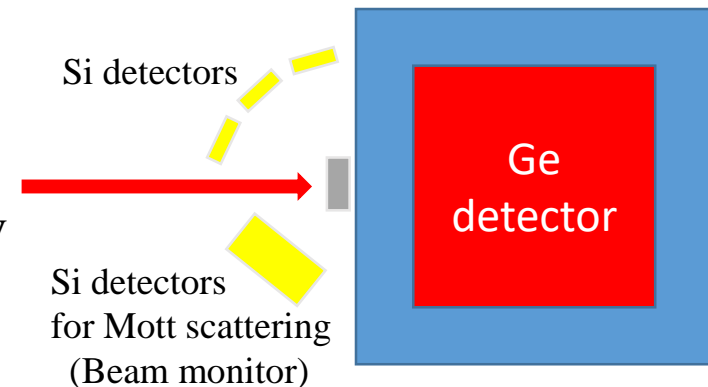 Si detectors
Ge
detector
Si detectors
for Mott scattering
(Beam monitor)